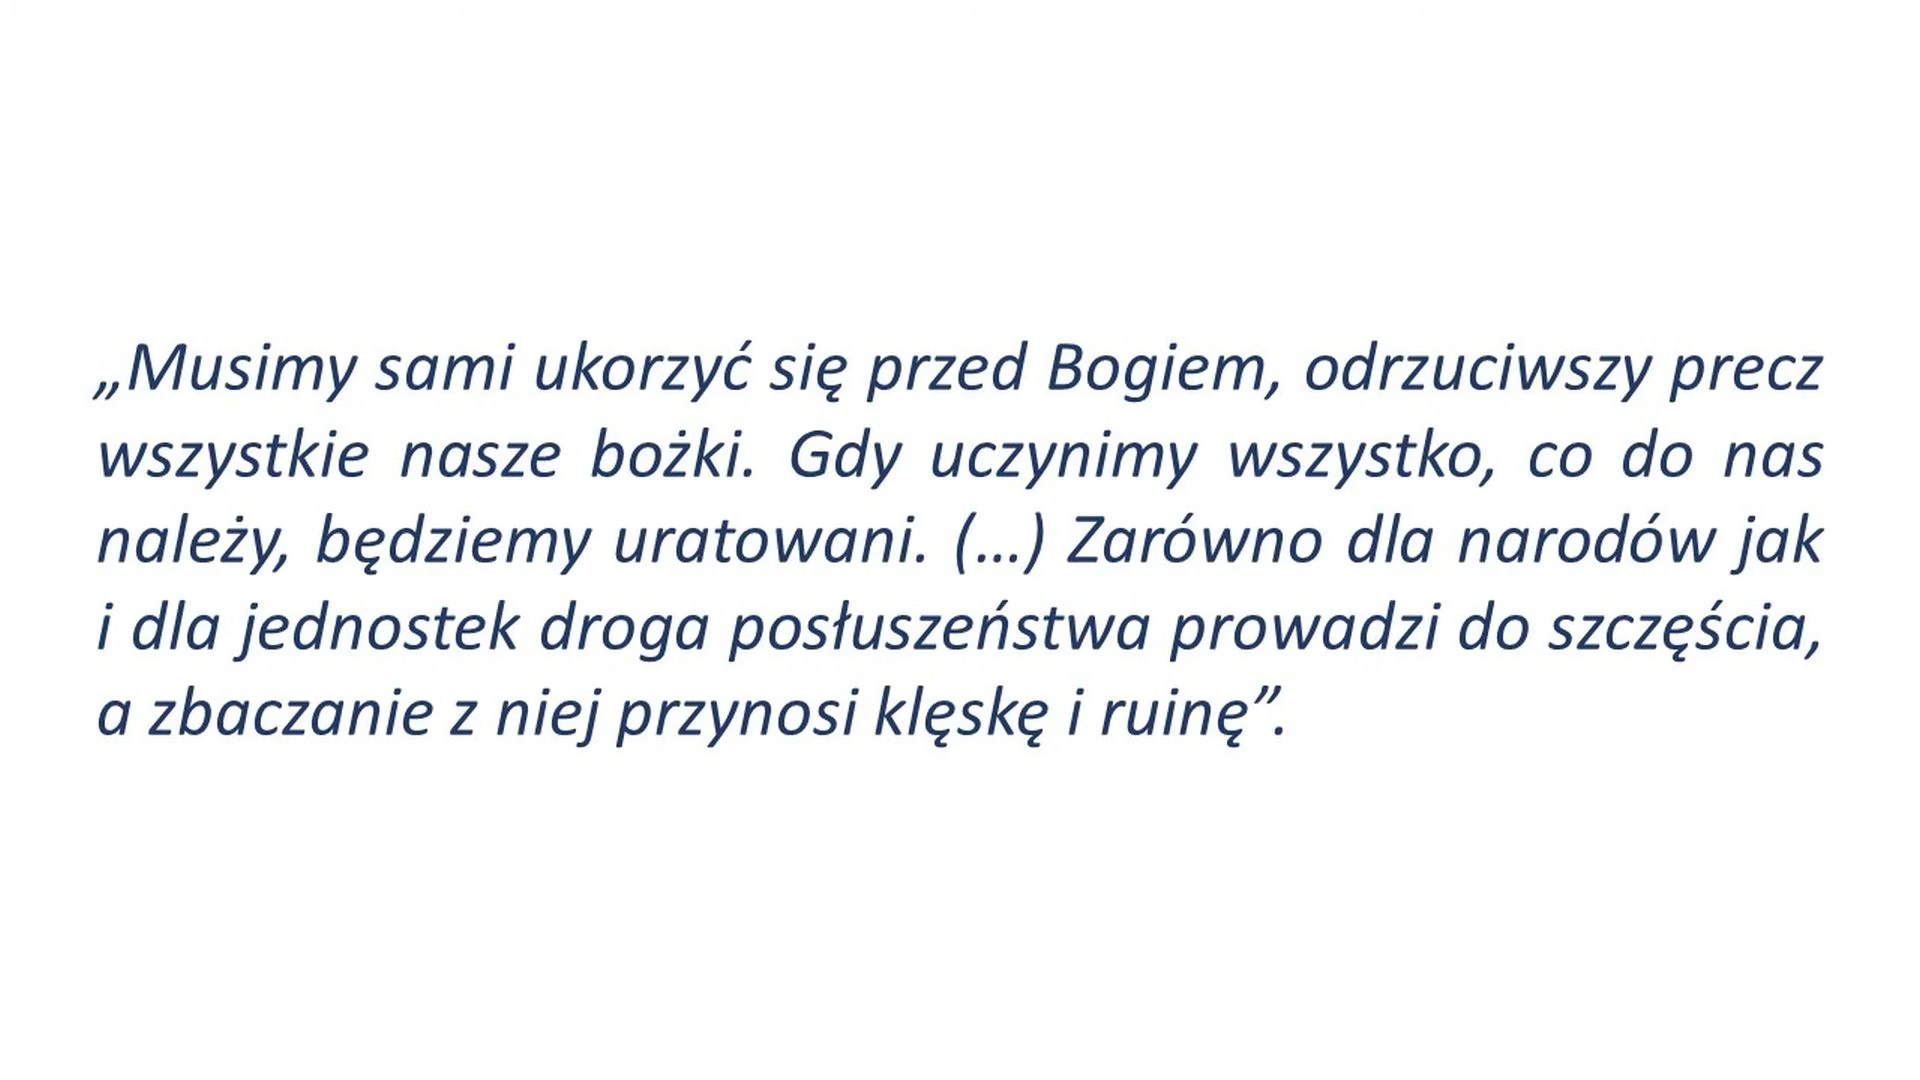 „Musimy sami ukorzyć się przed Bogiem, odrzuciwszy precz
wszystkie nasze bożki. Gdy uczynimy wszystko, co do nas
należy, będziemy uratowani. (…) Zarówno dla narodów jak
i dla jednostek droga posłuszeństwa prowadzi do szczęścia,
a zbaczanie z niej przynosi klęskę i ruinę”.